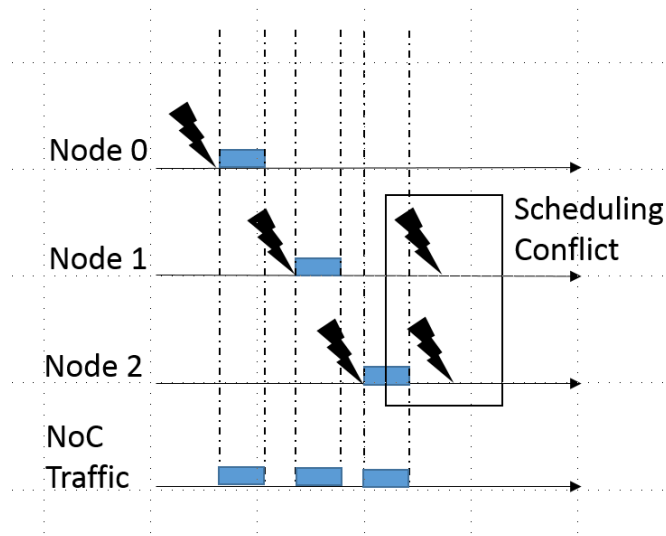 Node 0
Node 1
Scheduling
Conflict
Node 2
NoC
Traffic